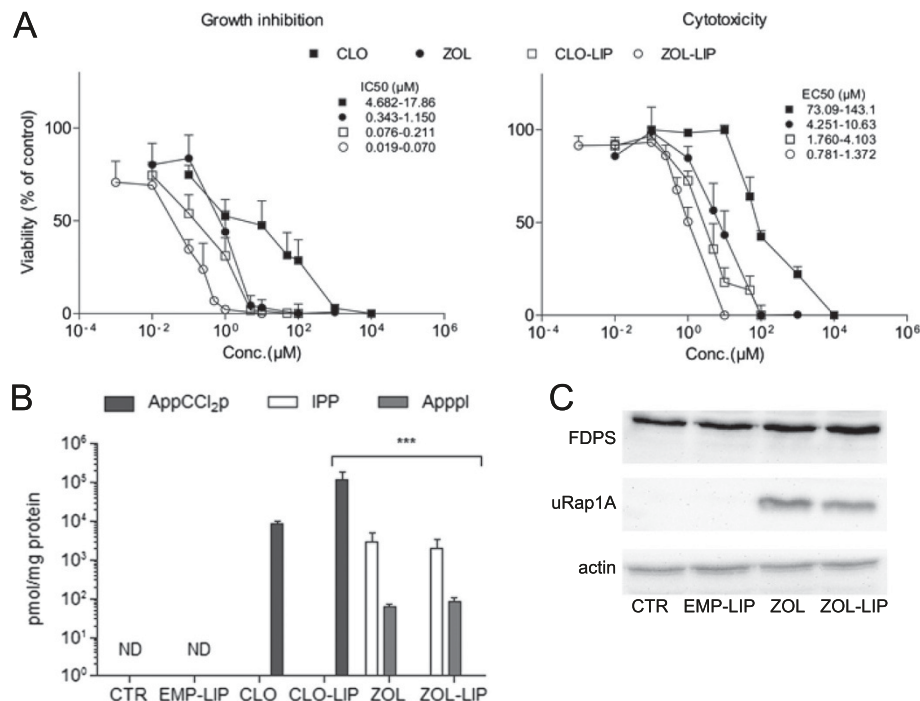 A
Growth inhibition
Cytotoxicity
CLO ZOL CLO-LIP ZOL-LIP
IC50 (µM)
4.682-17.86
0.343-1.150
0.076-0.211
0.019-0.070
EC50 (µM)
73.09-143.1
4.251-10.63
1.760-4.103
0.781-1.372
Viability (% of control)
100
50
0
10-4 10-2 100 102 104 106
Conc.(µM)
100
50
0
10-4 10-2 100 102 104 106
Conc.(µM)
B
AppCCl2p IPP ApppI
***
pmol/mg protein
106
105
104
103
102
101
100
ND ND
CTR EMP-LIP CLO CLO-LIP ZOL ZOL-LIP
C
FDPS
uRap1A
actin
CTR EMP-LIP ZOL ZOL-LIP